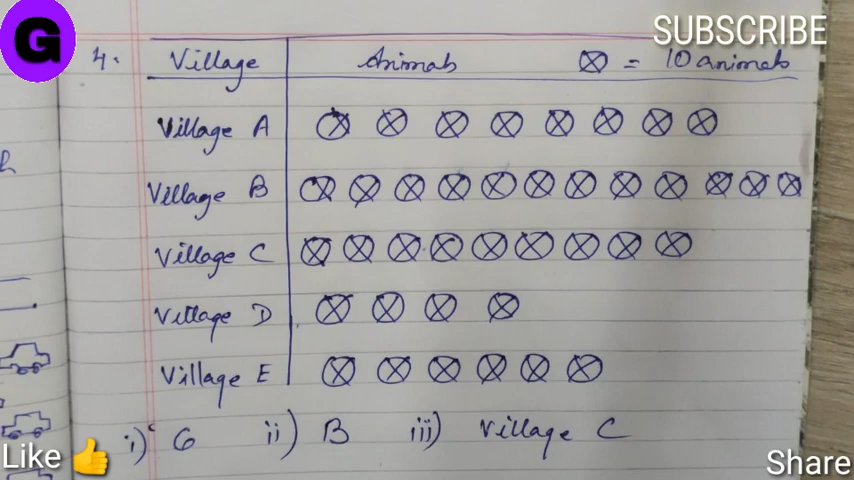 G
SUBSCRIBE
4. Village Animals ⊗ = 10 animals
Village A ⊗ ⊗ ⊗ ⊗ ⊗ ⊗ ⊗ ⊗
Village B ⊗ ⊗ ⊗ ⊗ ⊗ ⊗ ⊗ ⊗ ⊗ ⊗ ⊗ ⊗
Village C ⊗ ⊗ ⊗ ⊗ ⊗ ⊗ ⊗ ⊗ ⊗
Village D ⊗ ⊗ ⊗ ⊗
Village E ⊗ ⊗ ⊗ ⊗ ⊗ ⊗
i) 6 ii) B iii) Village C
Like Share